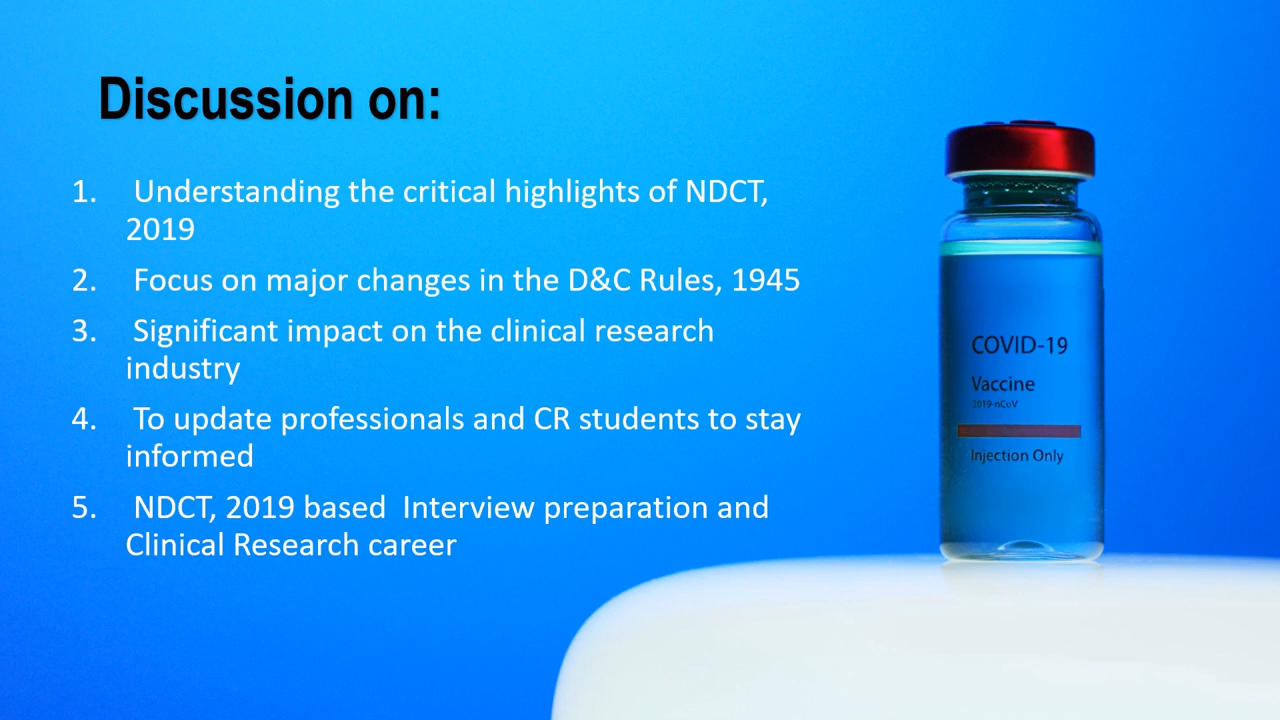 Discussion on:
1. Understanding the critical highlights of NDCT,
2019
2. Focus on major changes in the D&C Rules, 1945
3. Significant impact on the clinical research
industry
4. To update professionals and CR students to stay
informed
5. NDCT, 2019 based  Interview preparation and
Clinical Research career
COVID-19
Vaccine
2019-nCoV
Injection Only